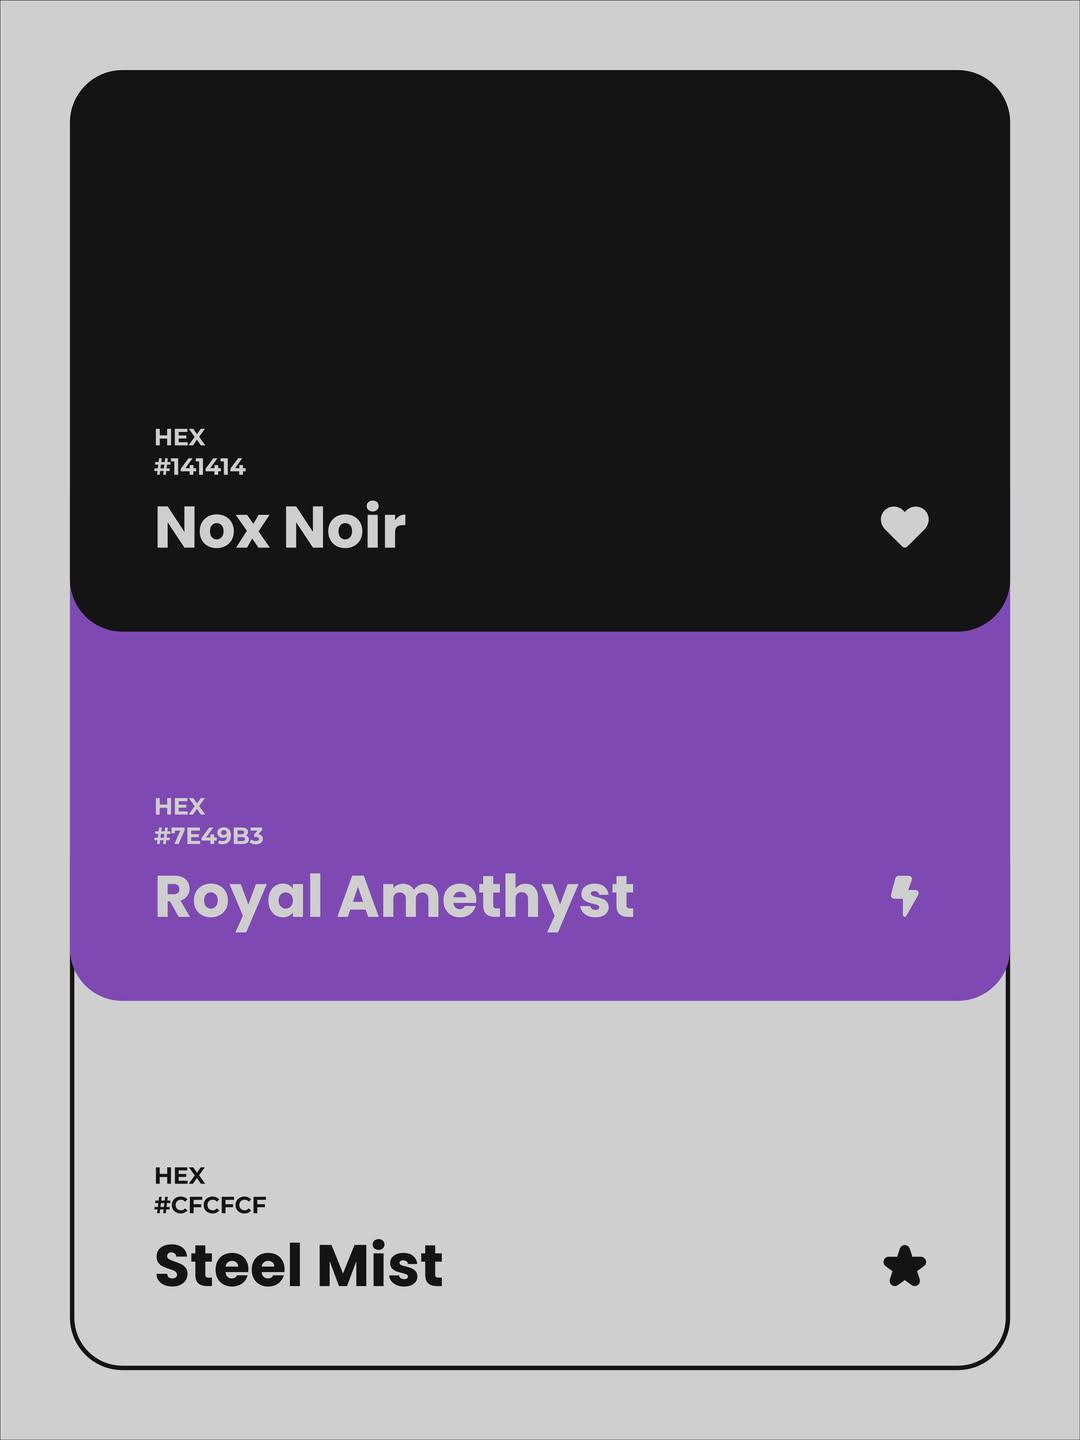 HEX
#141414
Nox Noir
HEX
#7E49B3
Royal Amethyst
HEX
#CFCFCF
Steel Mist